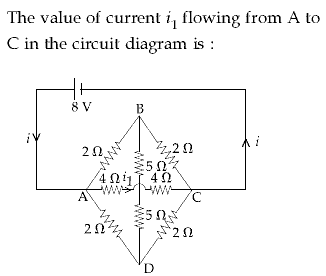 The value of current i₁ flowing from A to
C in the circuit diagram is :
8 V
B
i
i
2 Ω
2 Ω
5 Ω
4 Ω i₁
4 Ω
A
C
5 Ω
2 Ω
2 Ω
D